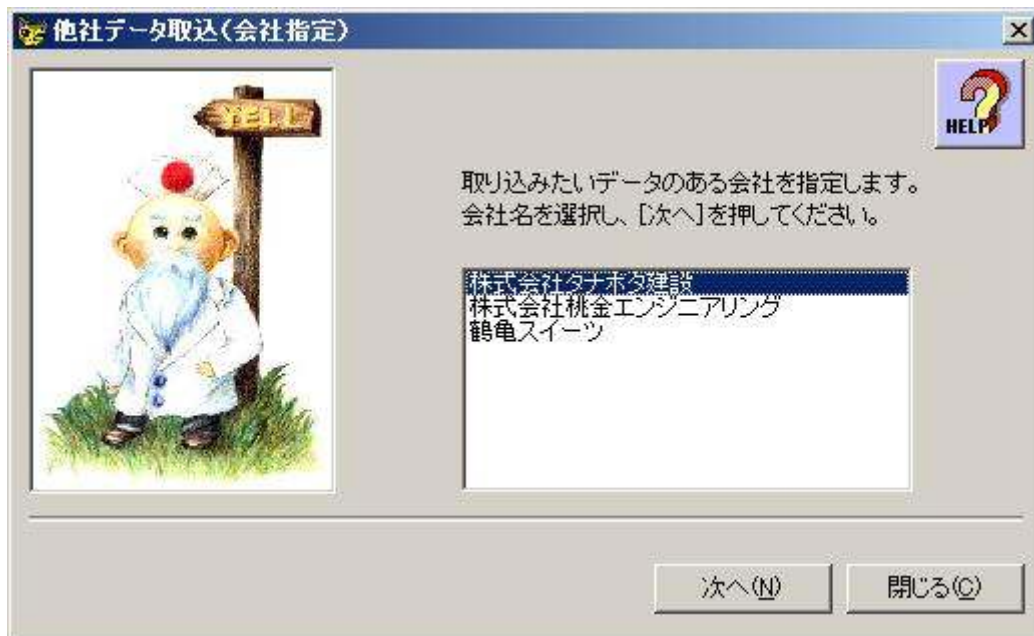 他社データ取込(会社指定)
YELL
HELP
取り込みたいデータのある会社を指定します。
会社名を選択し、[次へ]を押してください。
株式会社タナボタ建設
株式会社桃金エンジニアリング
鶴亀スイーツ
次へ(N)
閉じる(C)